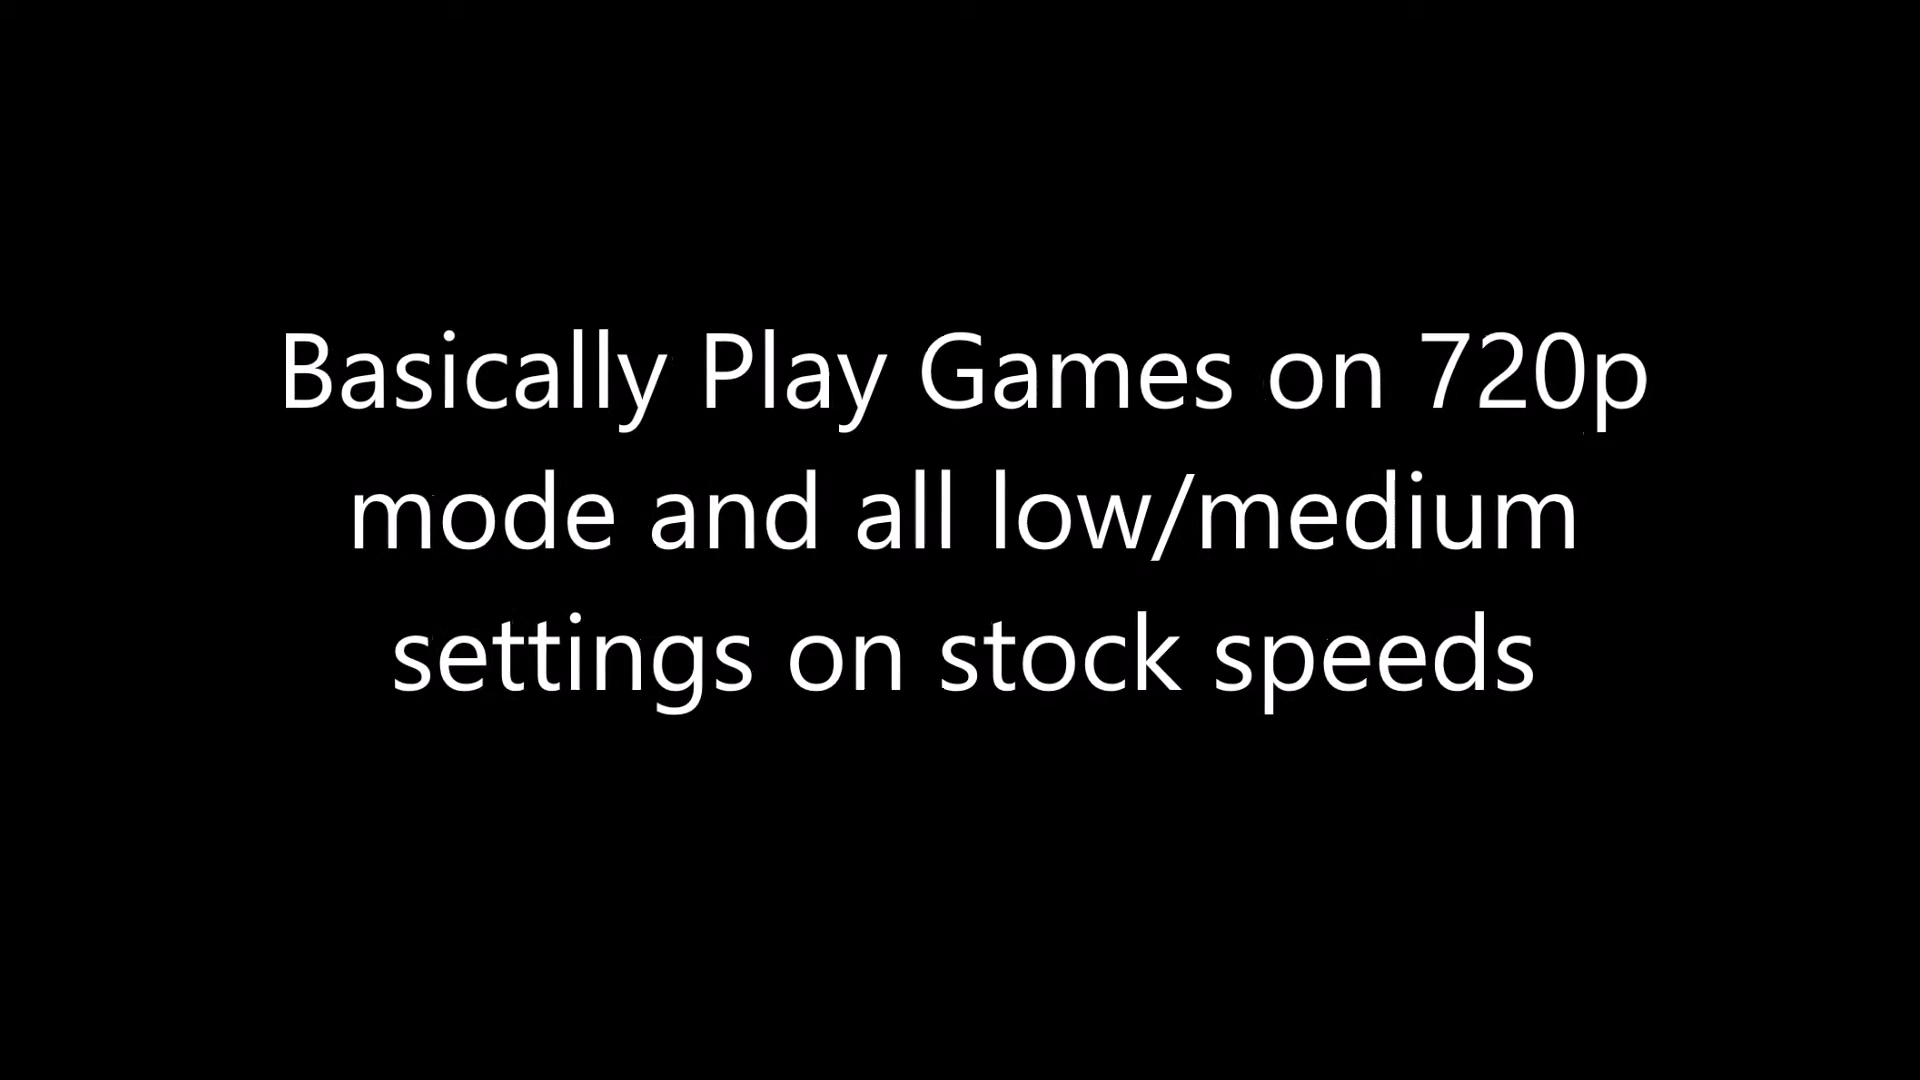 Basically Play Games on 720p
mode and all low/medium
settings on stock speeds